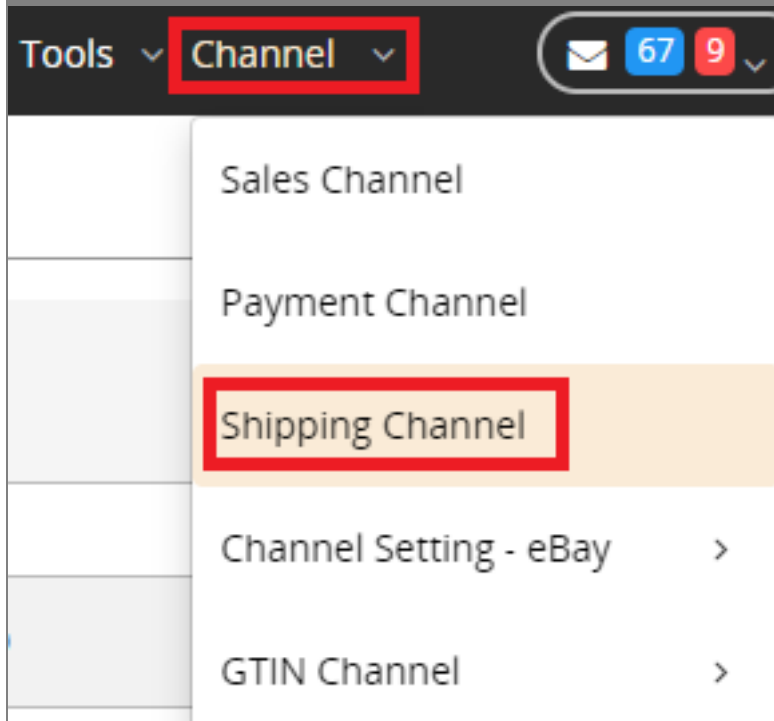 Tools Channel 67 9
Sales Channel
Payment Channel
Shipping Channel
Channel Setting - eBay
GTIN Channel